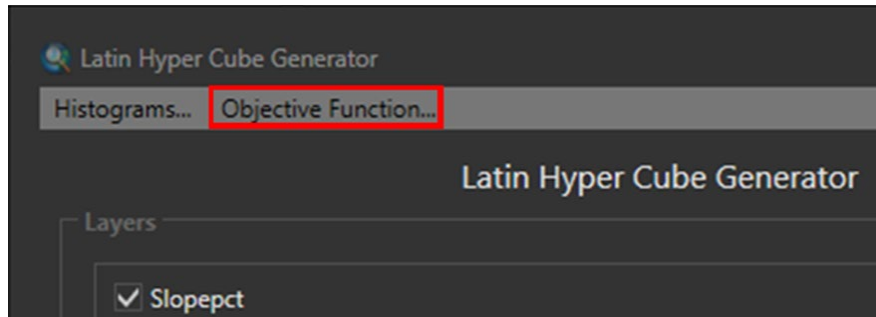 Latin Hyper Cube Generator
Histograms... Objective Function...
Latin Hyper Cube Generator
Layers
Slopepct